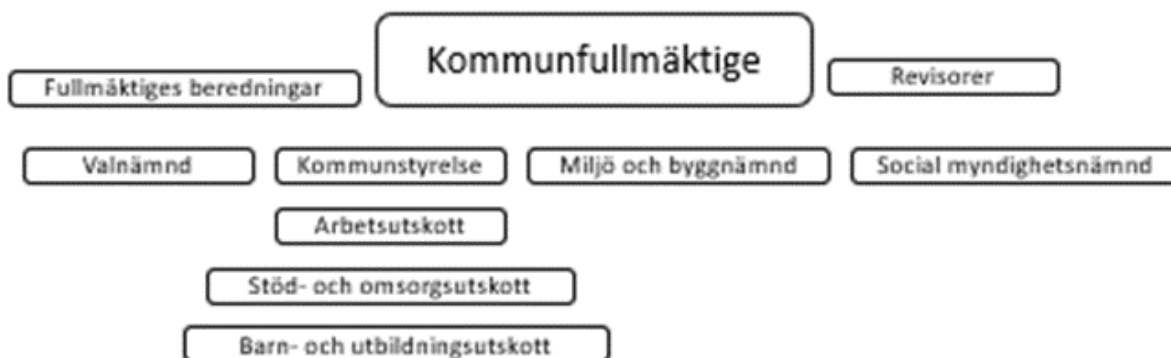 Kommunfullmäktige
Fullmäktiges beredningar
Revisorer
Valnämnd
Kommunstyrelse
Miljö och byggnämnd
Social myndighetsnämnd
Arbetsutskott
Stöd- och omsorgsutskott
Barn- och utbildningsutskott